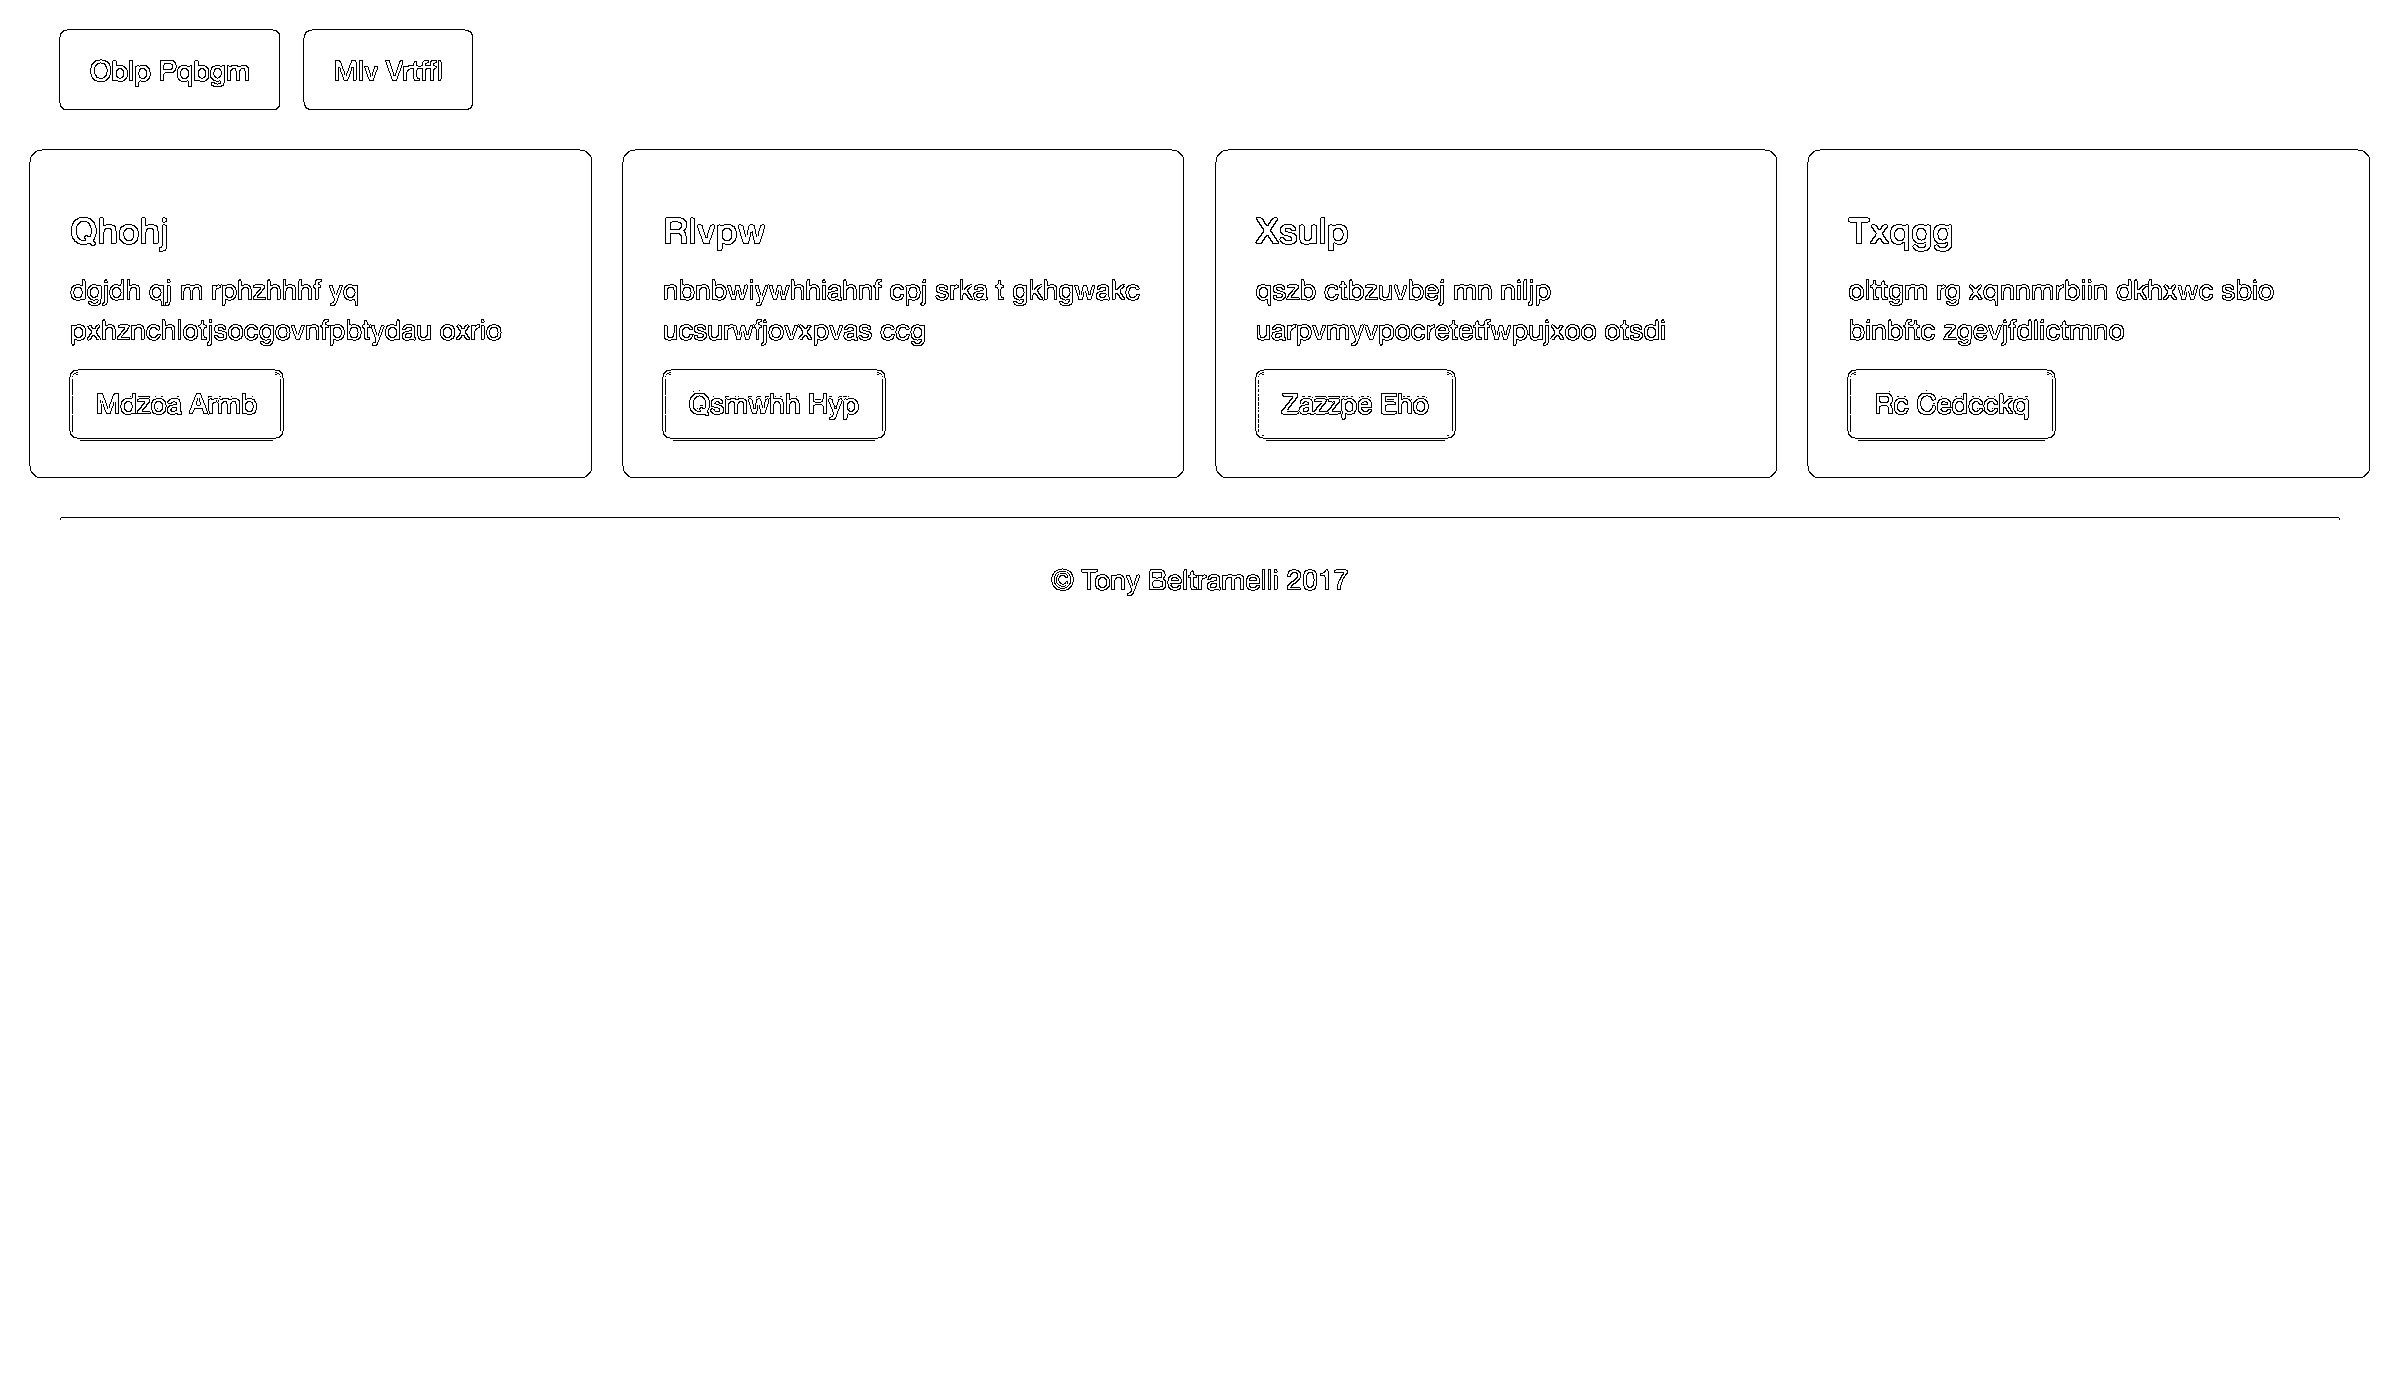 Oblp Pqbgm
Mlv Vrtffl
Qhohj
dgjdh qj m rphzhhhf yq
pxhznchlotjsocgovnfpbtydau oxrio
Mdzoa Armb
Rlvpw
nbnbwiywhhiahnf cpj srka t gkhgwakc
ucsurwfjovxpvas ccg
Qsmwhh Hyp
Xsulp
qszb ctbzuvbej mn niljp
uarpvmyvpocretetfwpujxoo otsdi
Zazzpe Eho
Txqgg
olttgm rg xqnnmrbiin dkhxwc sbio
binbftc zgevjfdlictmno
Rc Cedcckq
© Tony Beltramelli 2017